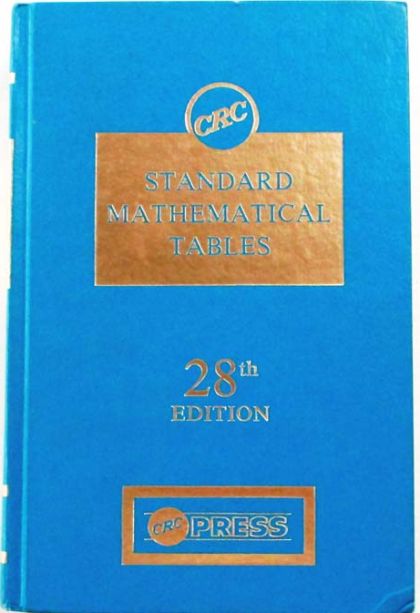 CRC
STANDARD
MATHEMATICAL
TABLES
28th
EDITION
CRC PRESS